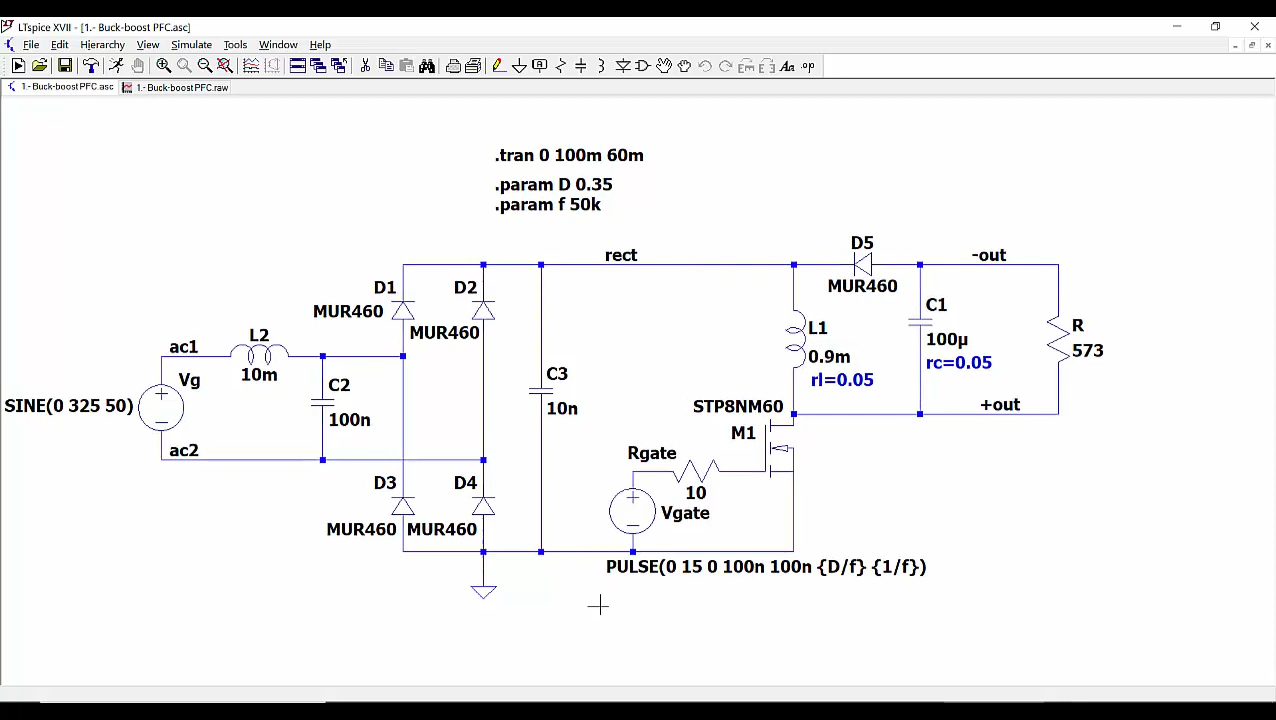 LTspice XVII - [1.- Buck-boost PFC.asc]
File Edit Hierarchy View Simulate Tools Window Help
Aa .op
1.- Buck-boost PFC.asc 1.- Buck-boost PFC.raw
.tran 0 100m 60m
.param D 0.35
.param f 50k
rect
D5
MUR460
-out
D1
MUR460
D2
MUR460
C1
100µ
rc=0.05
R
573
L1
0.9m
rl=0.05
L2
10m
ac1
Vg
SINE(0 325 50)
ac2
C2
100n
C3
10n
STP8NM60
M1
+out
Rgate
10
Vgate
D3
MUR460
D4
MUR460
PULSE(0 15 0 100n 100n {D/f} {1/f})